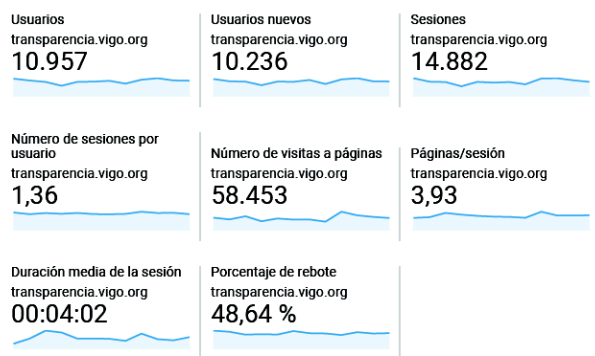 Usuarios
transparencia.vigo.org
10.957
Usuarios nuevos
transparencia.vigo.org
10.236
Sesiones
transparencia.vigo.org
14.882
Número de sesiones por
usuario
transparencia.vigo.org
1,36
Número de visitas a páginas
transparencia.vigo.org
58.453
Páginas/sesión
transparencia.vigo.org
3,93
Duración media de la sesión
transparencia.vigo.org
00:04:02
Porcentaje de rebote
transparencia.vigo.org
48,64 %